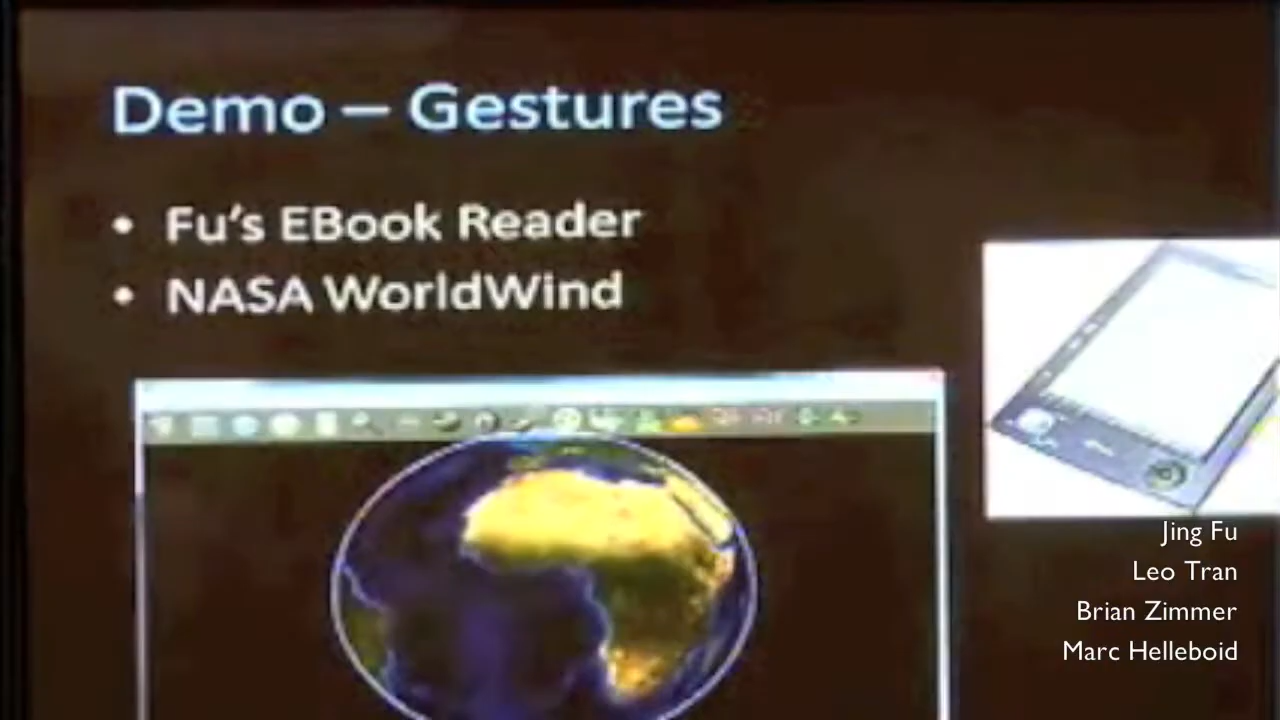 Demo – Gestures
• Fu's EBook Reader
• NASA WorldWind
Jing Fu
Leo Tran
Brian Zimmer
Marc Helleboid